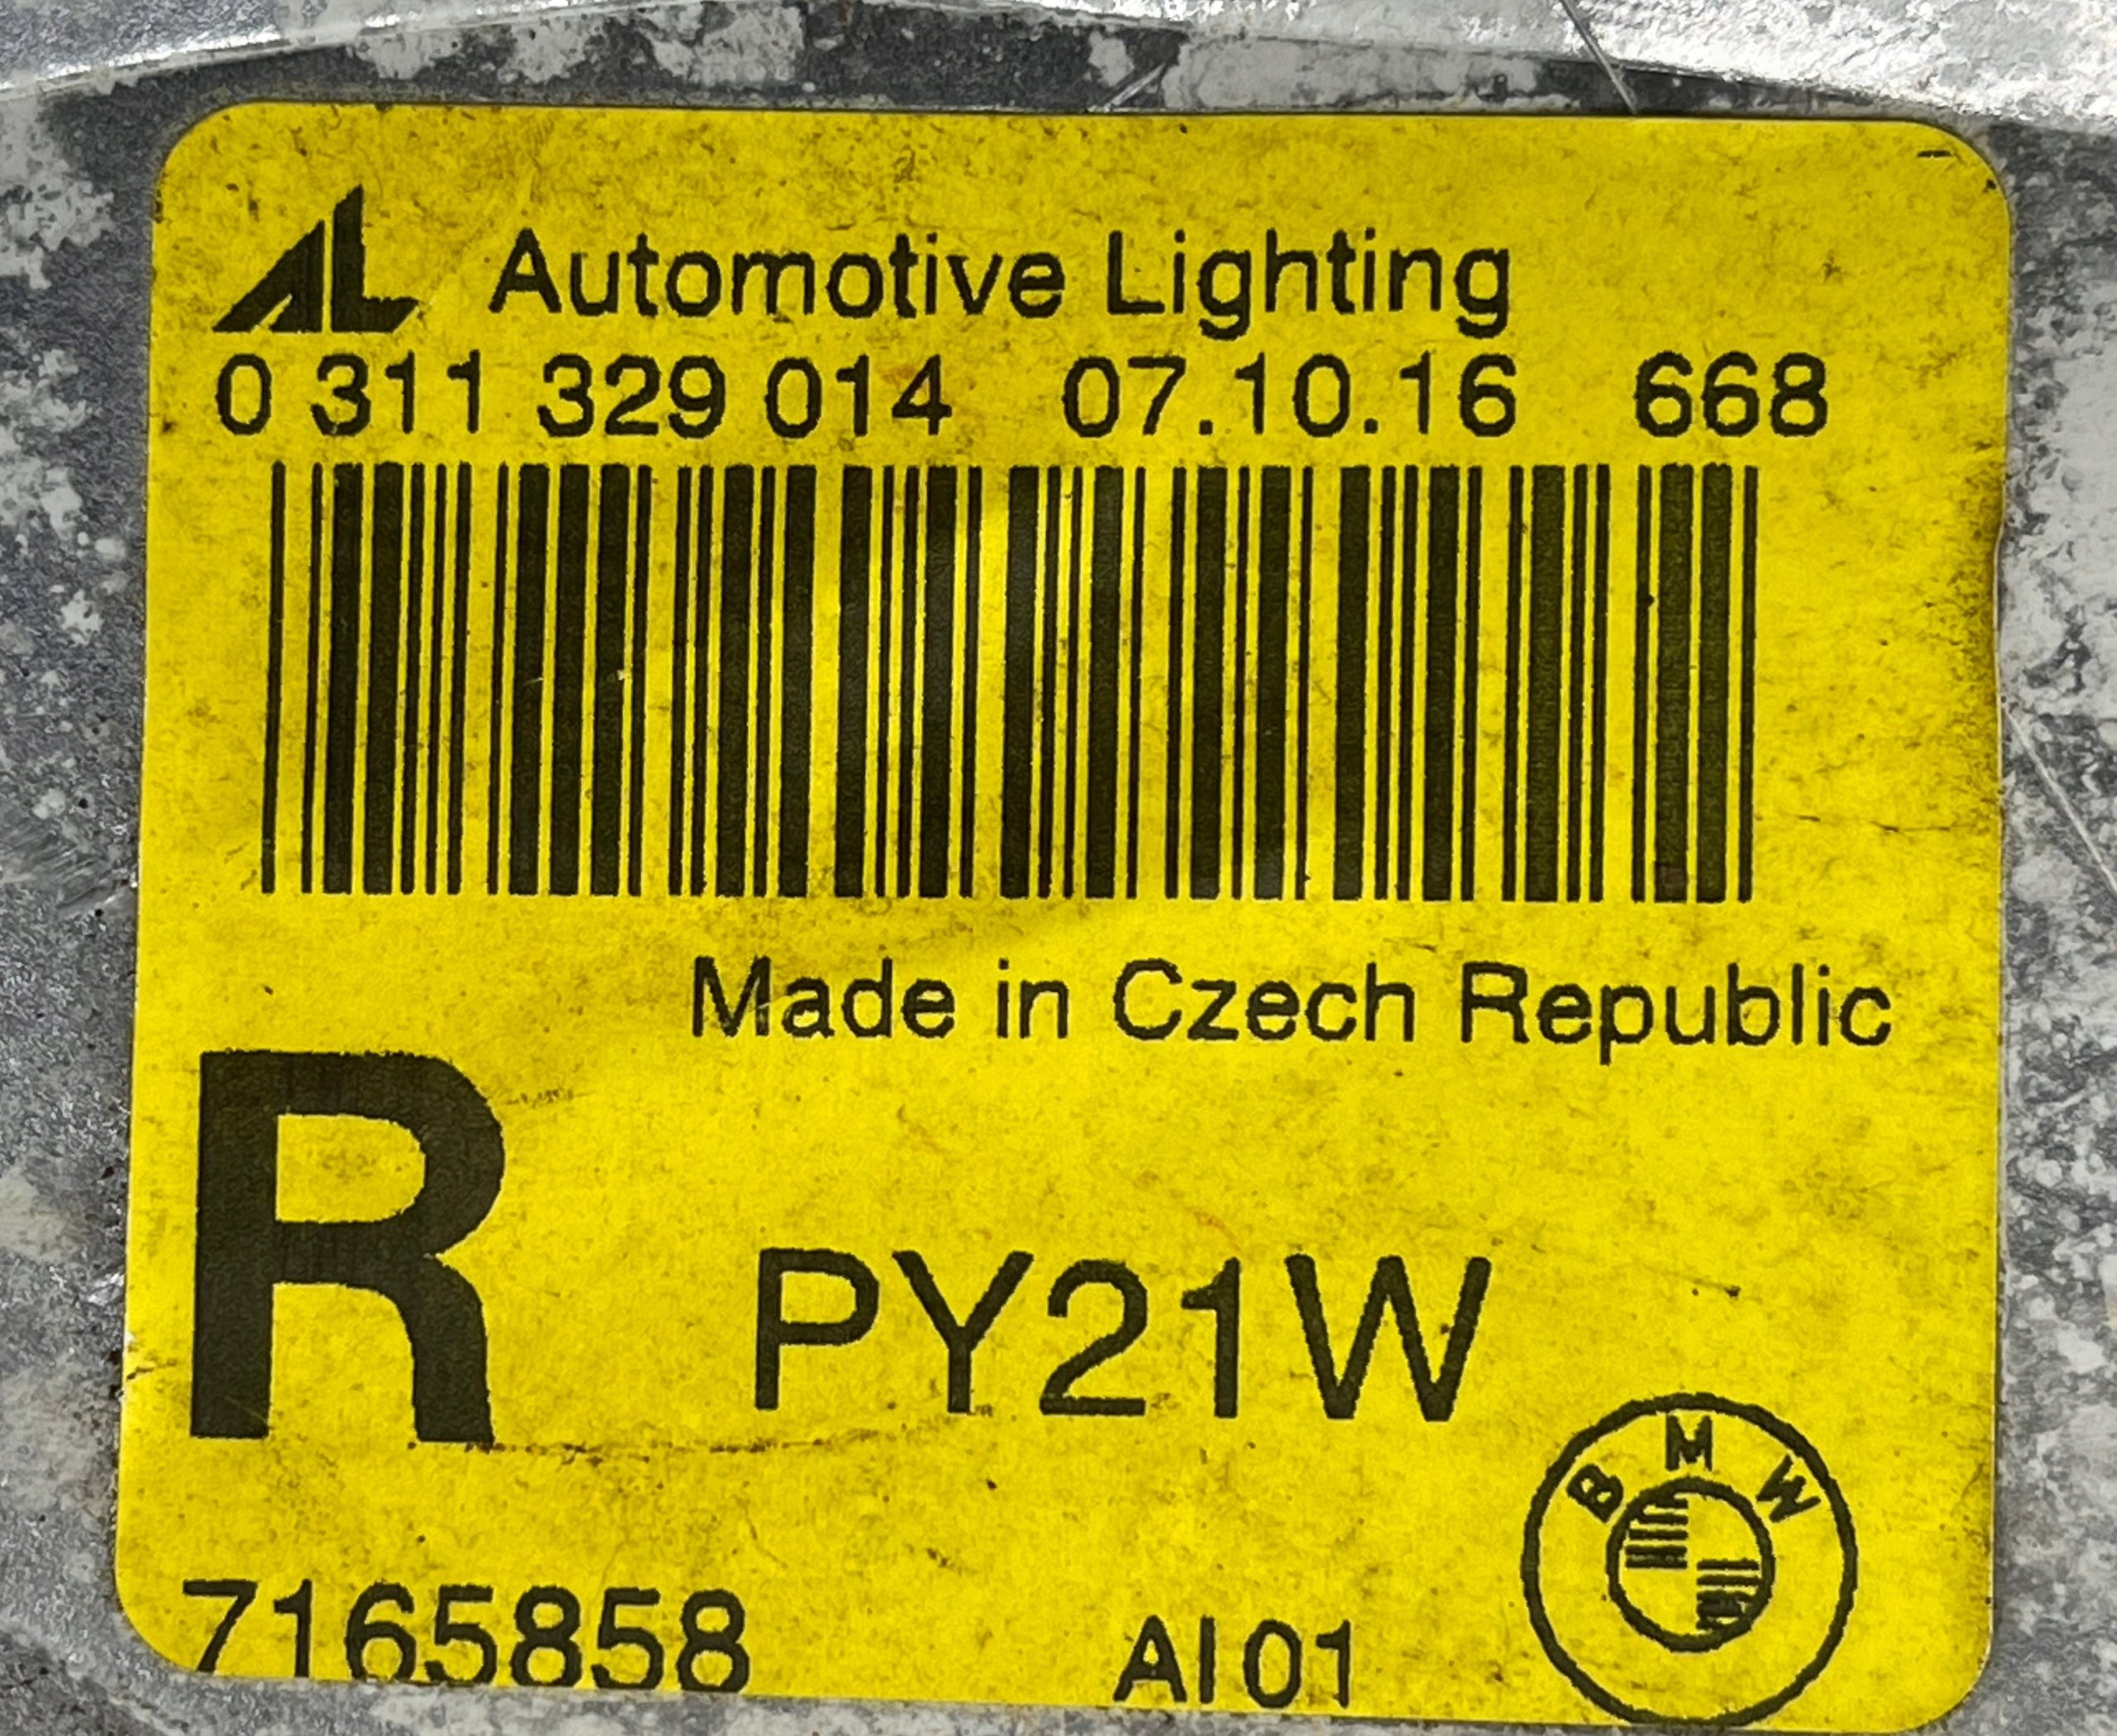 AL Automotive Lighting
0 311 329 014 07.10.16 668
Made in Czech Republic
R
PY21W
BMW
7165858 AI01